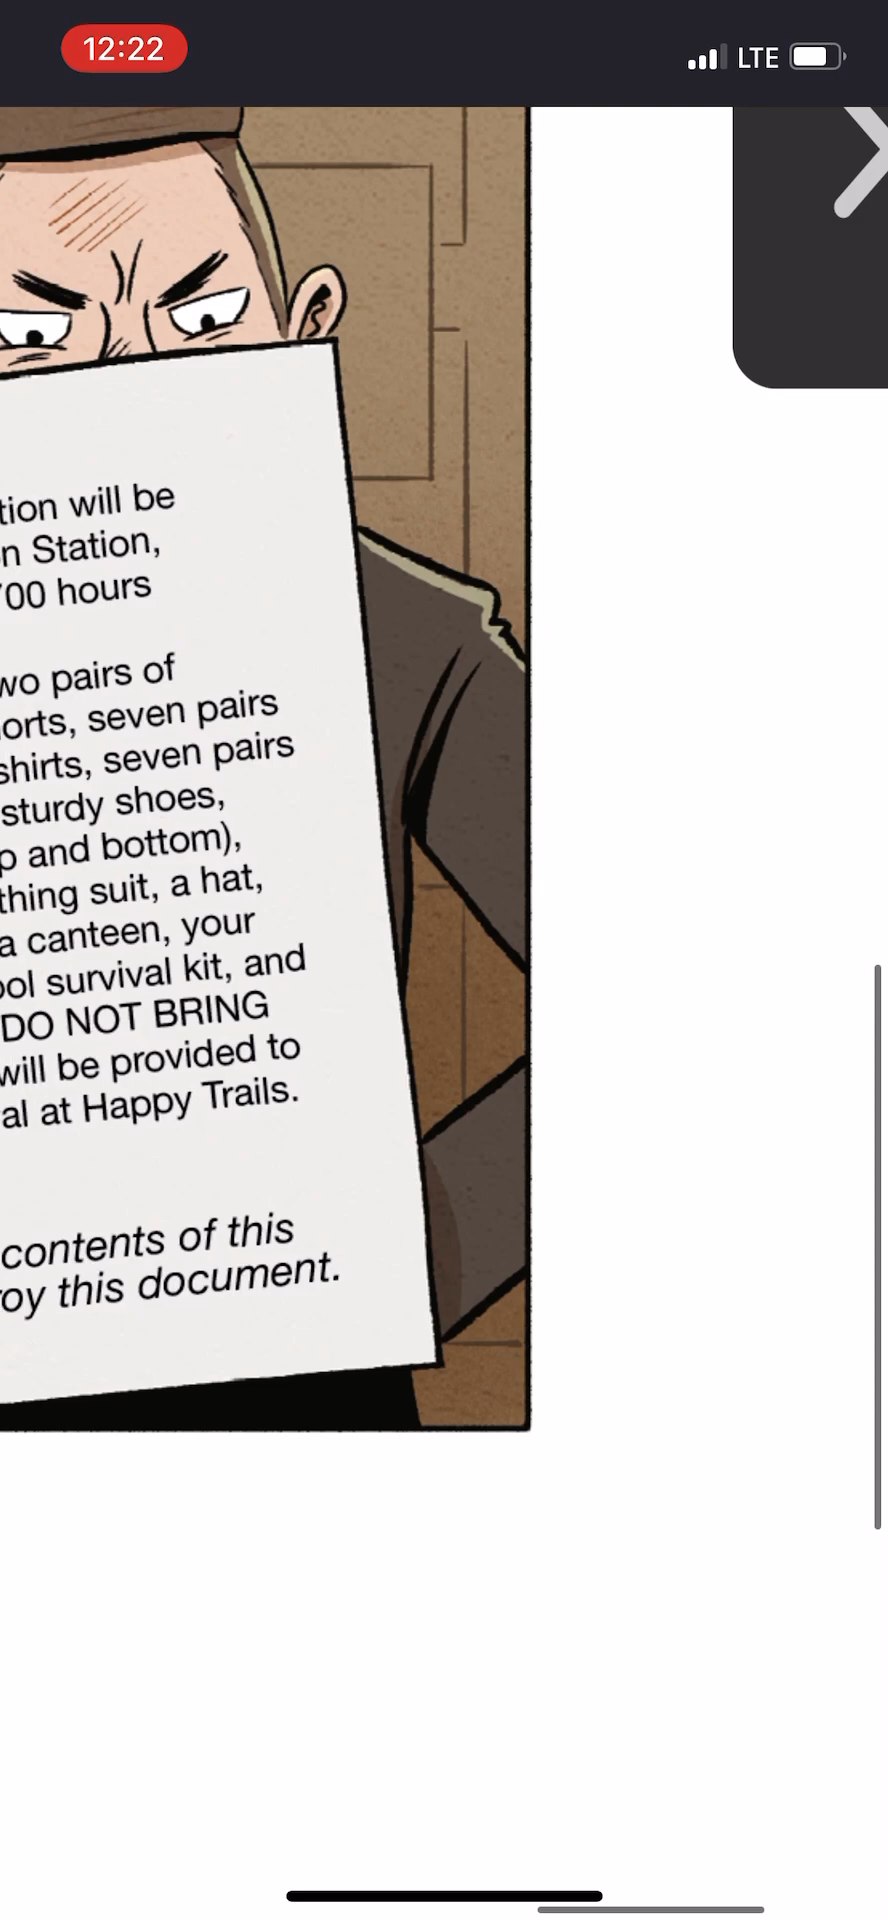 12:22
LTE
tion will be
n Station,
00 hours
wo pairs of
orts, seven pairs
shirts, seven pairs
sturdy shoes,
p and bottom),
thing suit, a hat,
a canteen, your
ool survival kit, and
DO NOT BRING
will be provided to
al at Happy Trails.
contents of this
roy this document.